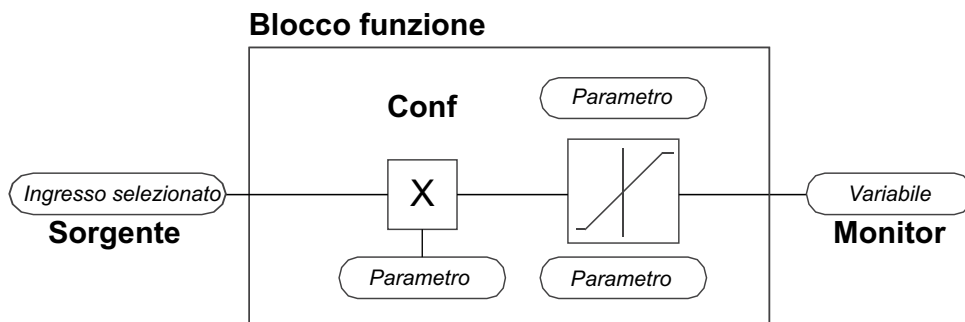 Blocco funzione
Conf
Parametro
Ingresso selezionato
X
Variabile
Sorgente
Monitor
Parametro
Parametro